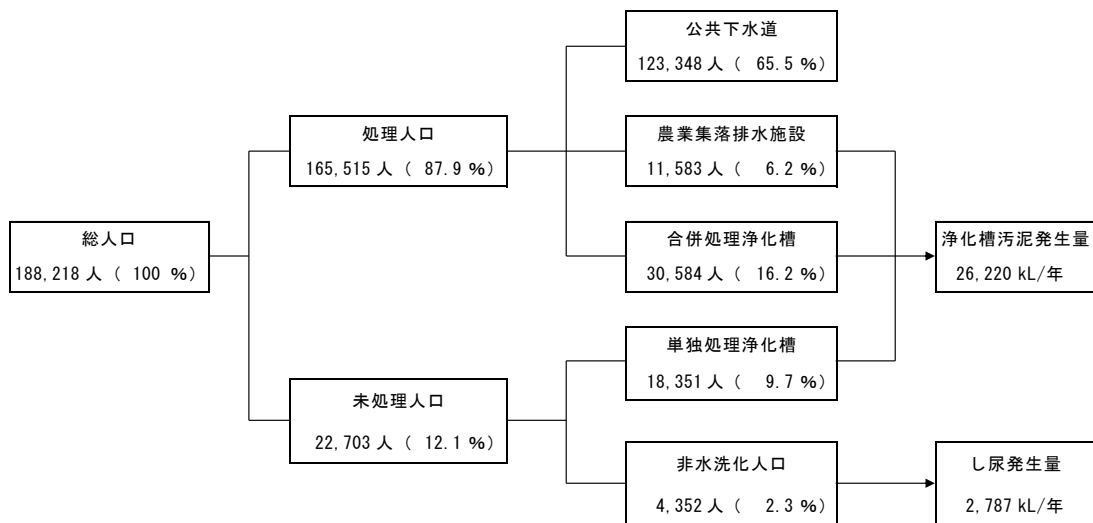 総人口
188,218 人 ( 100 %)
処理人口
165,515 人 ( 87.9 %)
未処理人口
22,703 人 ( 12.1 %)
公共下水道
123,348 人 ( 65.5 %)
農業集落排水施設
11,583 人 ( 6.2 %)
合併処理浄化槽
30,584 人 ( 16.2 %)
単独処理浄化槽
18,351 人 ( 9.7 %)
非水洗化人口
4,352 人 ( 2.3 %)
浄化槽汚泥発生量
26,220 kL/年
し尿発生量
2,787 kL/年